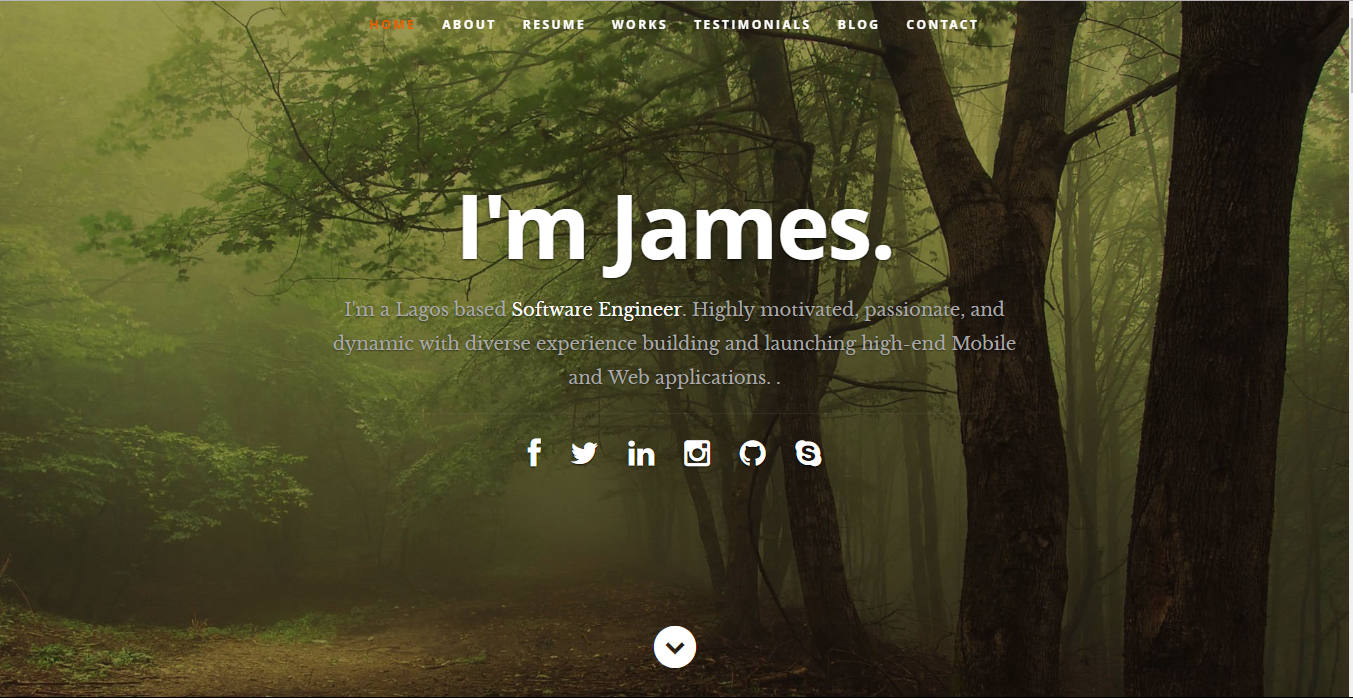 HOME ABOUT RESUME WORKS TESTIMONIALS BLOG CONTACT
I'm James.
I'm a Lagos based Software Engineer. Highly motivated, passionate, and
dynamic with diverse experience building and launching high-end Mobile
and Web applications. .